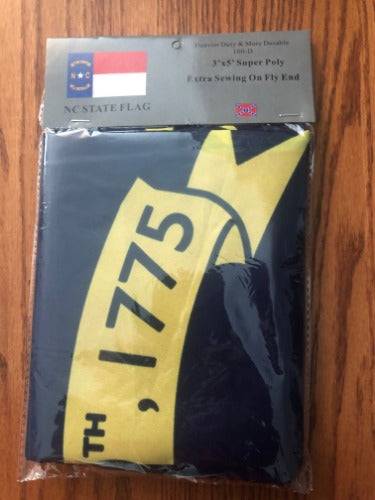 Heavier Duty & More Durable
100-D
3'x5' Super Poly
Extra Sewing On Fly End
N C
NC STATE FLAG
TH, 1775